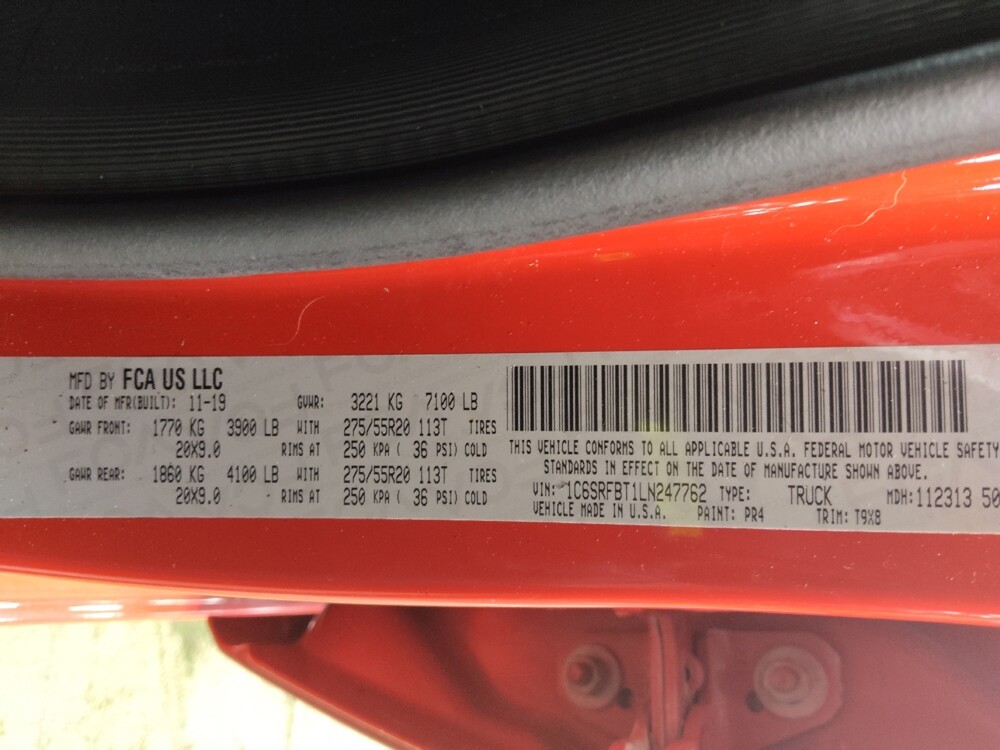 MFD BY FCA US LLC
DATE OF MFR(BUILT): 11-19 GVWR: 3221 KG 7100 LB
GAWR FRONT: 1770 KG 3900 LB WITH 275/55R20 113T TIRES
20X9.0 RIMS AT 250 KPA ( 36 PSI) COLD
GAWR REAR: 1860 KG 4100 LB WITH 275/55R20 113T TIRES
20X9.0 RIMS AT 250 KPA ( 36 PSI) COLD
THIS VEHICLE CONFORMS TO ALL APPLICABLE U.S.A. FEDERAL MOTOR VEHICLE SAFETY
STANDARDS IN EFFECT ON THE DATE OF MANUFACTURE SHOWN ABOVE.
VIN: 1C6SRFBT1LN247762 TYPE: TRUCK MDH: 112313 50
VEHICLE MADE IN U.S.A. PAINT: PR4 TRIM: T9X8